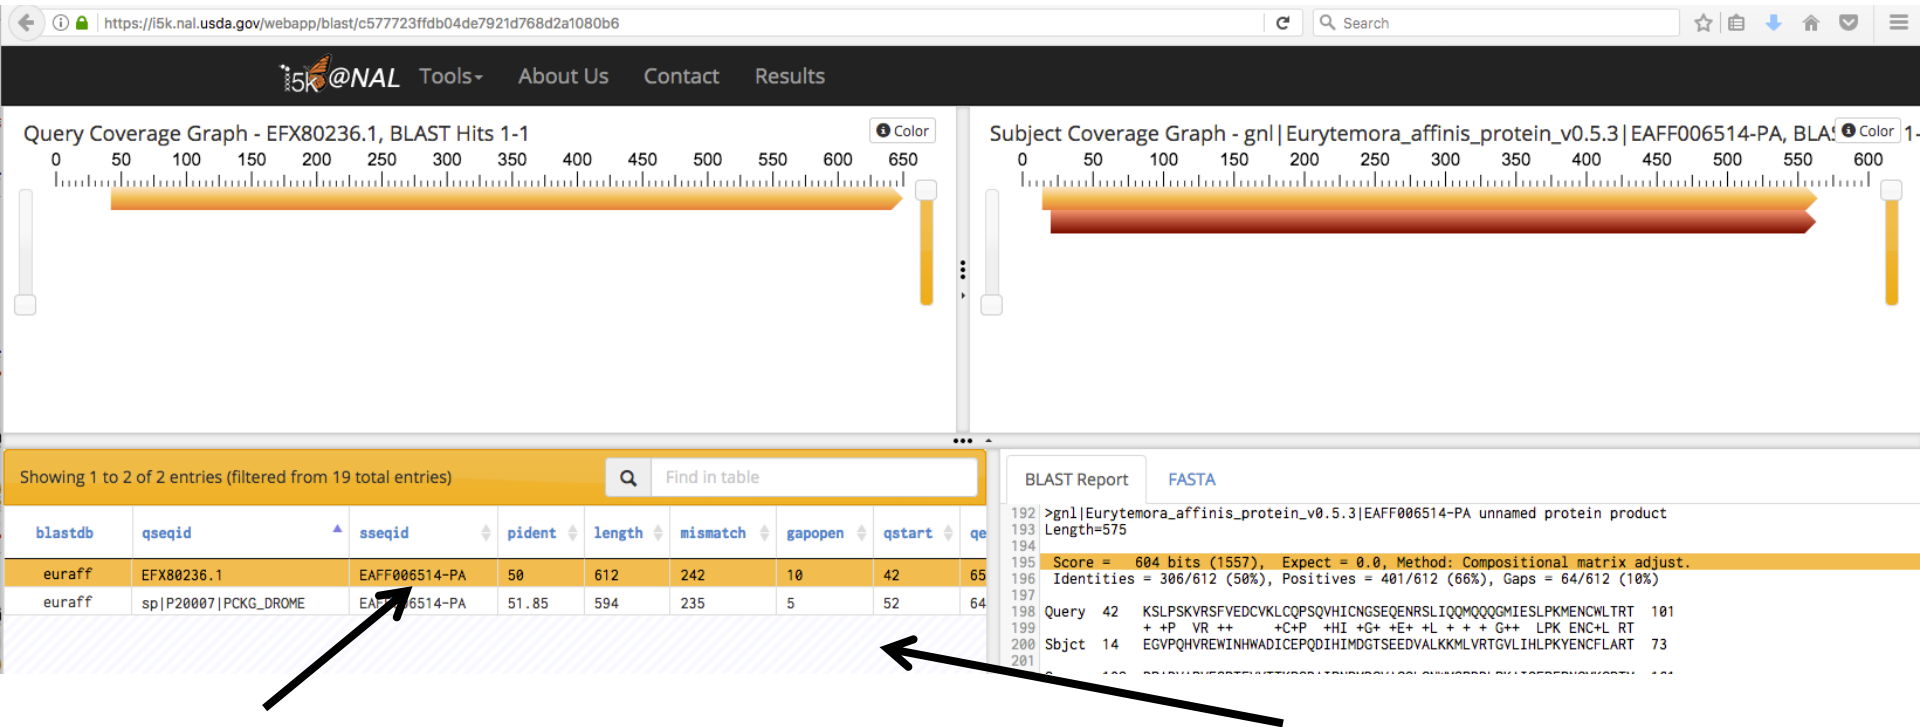 https://i5k.nal.usda.gov/webapp/blast/c577723ffdb04de7921d768d2a1080b6
Search
i5k@NAL Tools About Us Contact Results
Query Coverage Graph - EFX80236.1, BLAST Hits 1-1
Color
0 50 100 150 200 250 300 350 400 450 500 550 600 650
Subject Coverage Graph - gnl|Eurytemora_affinis_protein_v0.5.3|EAFF006514-PA, BLAS
Color
1-
0 50 100 150 200 250 300 350 400 450 500 550 600
Showing 1 to 2 of 2 entries (filtered from 19 total entries)
Find in table
blastdb qseqid sseqid pident length mismatch gapopen qstart qe
euraff EFX80236.1 EAFF006514-PA 50 612 242 10 42 65
euraff sp|P20007|PCKG_DROME EAFF006514-PA 51.85 594 235 5 52 64
BLAST Report FASTA
192 >gnl|Eurytemora_affinis_protein_v0.5.3|EAFF006514-PA unnamed protein product
193 Length=575
194
195 Score = 604 bits (1557), Expect = 0.0, Method: Compositional matrix adjust.
196 Identities = 306/612 (50%), Positives = 401/612 (66%), Gaps = 64/612 (10%)
197
198 Query 42 KSLPSKVRSFVEDCVKLCQPSQVHICNGSEQENRSLIQQMQQQGMIESLPKMENCWLTRT 101
199 + +P VR ++ +C+P +HI +G+ +E+ +L + + + G++ LPK ENC+L RT
200 Sbjct 14 EGVPQHVREWINHWADICEPQDIHIMDGTSEEDVALKKMLVRTGVLIHLPKYENCFLART 73
201